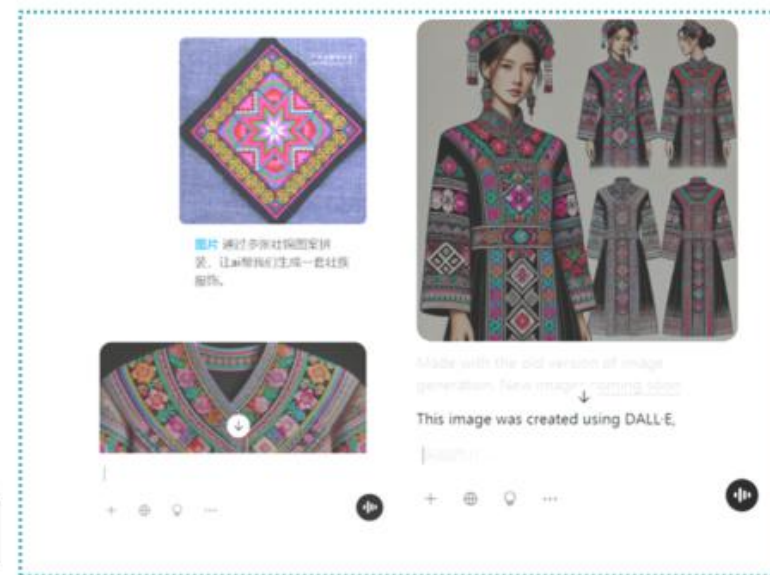 图片 通过多张壮锦图案拼
装，让ai帮我们生成一套壮族
服饰。
Made with the old version of image
generation. New images coming soon
This image was created using DALL·E,